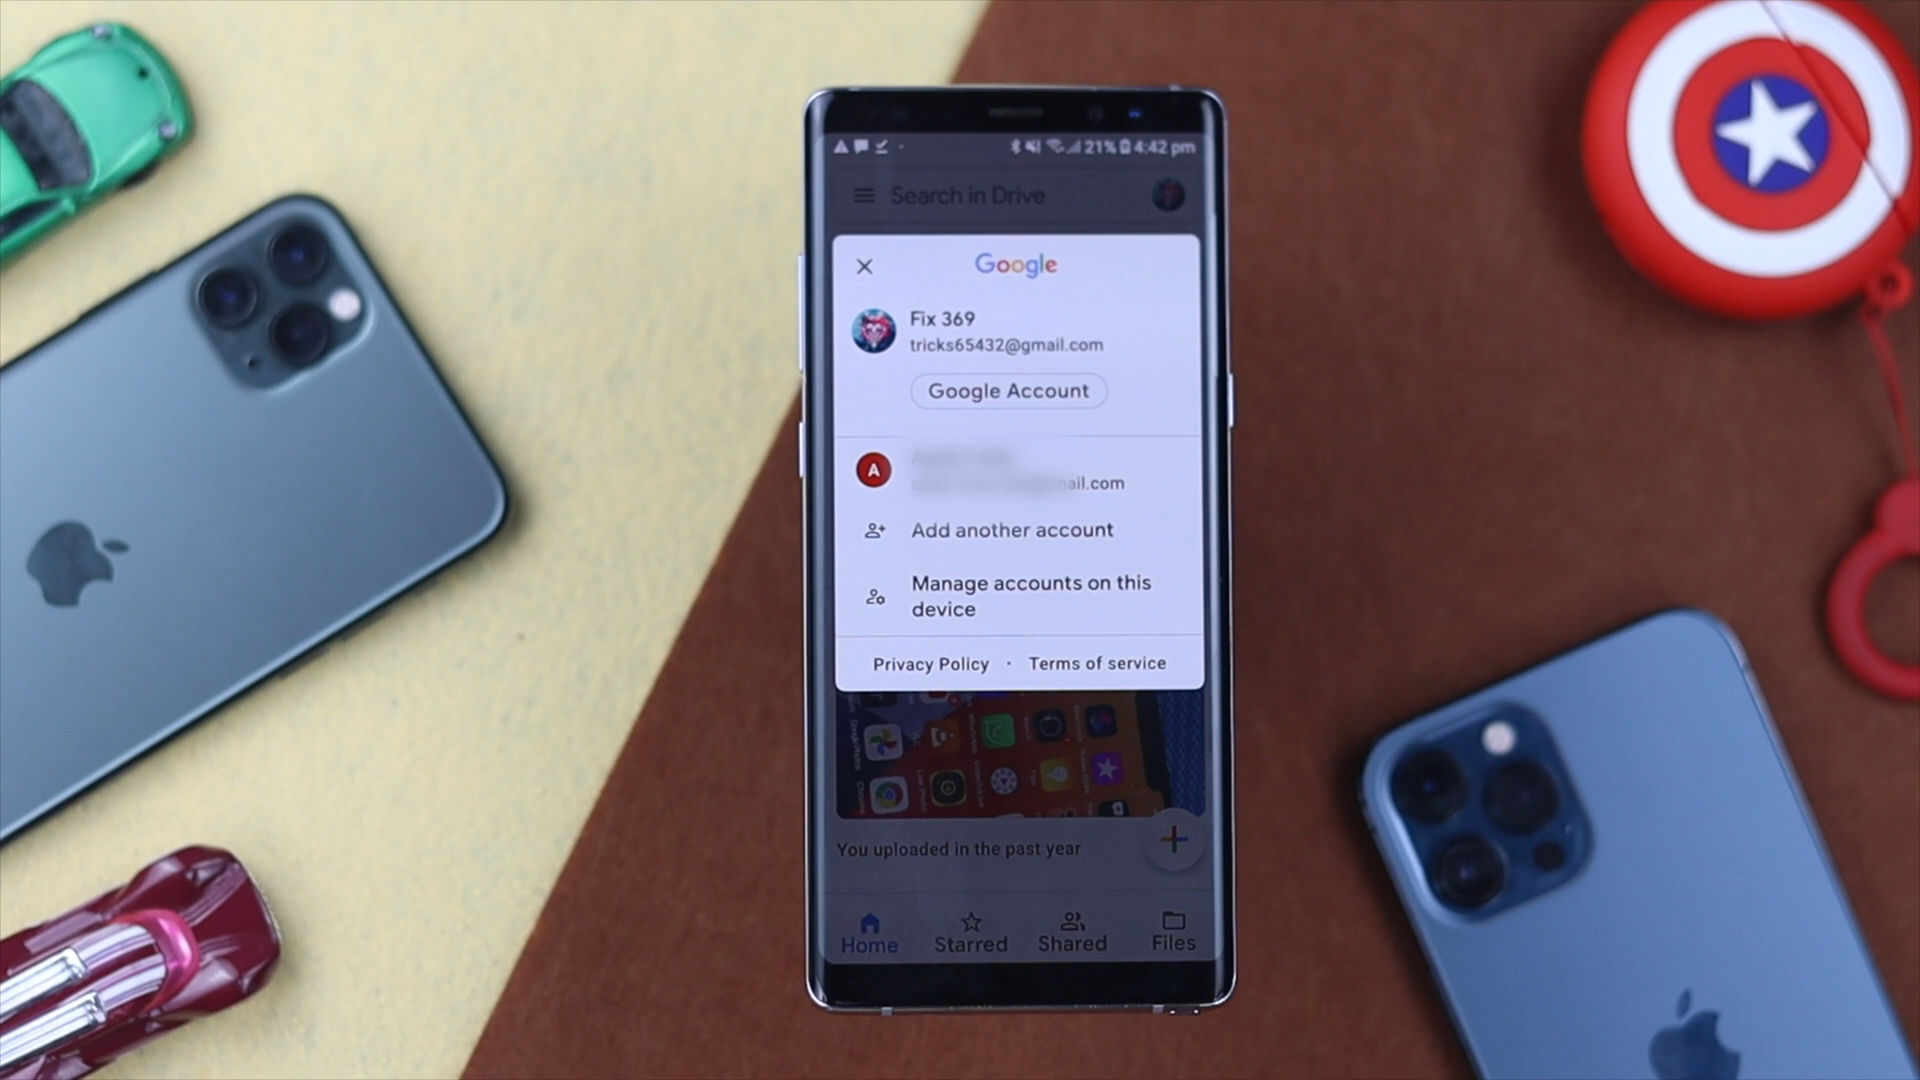 21% 4:42 pm
Search in Drive
Google
Fix 369
tricks65432@gmail.com
Google Account
A
ail.com
Add another account
Manage accounts on this
device
Privacy Policy · Terms of service
You uploaded in the past year
Home Starred Shared Files